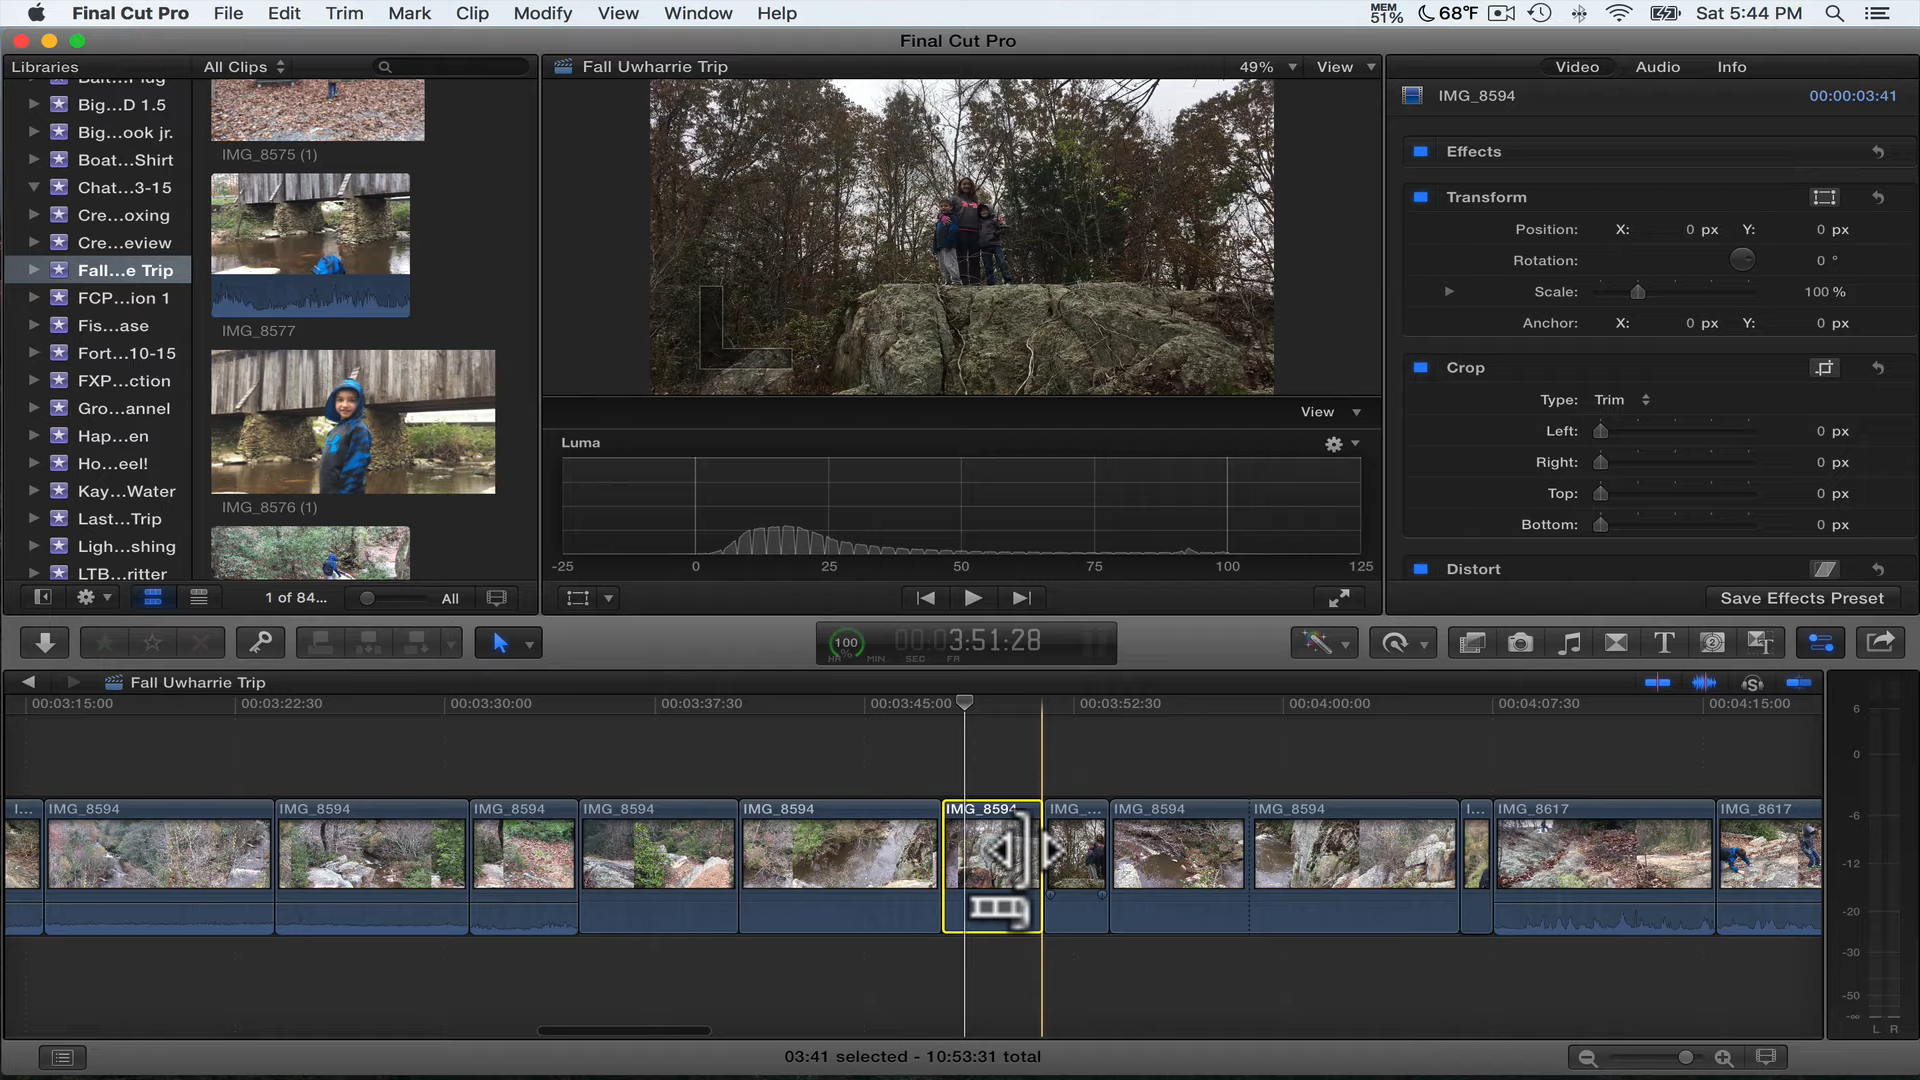 Final Cut Pro File Edit Trim Mark Clip Modify View Window Help
MEM 51% 68°F Sat 5:44 PM
Final Cut Pro
Libraries All Clips
Big...D 1.5
Big...ook jr.
Boat...Shirt
Chat...3-15
Cre...oxing
Cre...eview
Fall...e Trip
FCP...ion 1
Fis...ase
Fort...10-15
FXP...ction
Gro...annel
Hap...en
Ho...eel!
Kay...Water
Last...Trip
Ligh...shing
LTB...ritter
IMG_8575 (1)
IMG_8577
IMG_8576 (1)
1 of 84... All
Fall Uwharrie Trip 49% View
View
Luma
-25 0 25 50 75 100 125
Video Audio Info
IMG_8594 00:00:03:41
Effects
Transform
Position: X: 0 px Y: 0 px
Rotation: 0 °
Scale: 100 %
Anchor: X: 0 px Y: 0 px
Crop
Type: Trim
Left: 0 px
Right: 0 px
Top: 0 px
Bottom: 0 px
Distort
Save Effects Preset
100 % 00:03:51:28
HR MIN SEC FR
Fall Uwharrie Trip
00:03:15:00 00:03:22:30 00:03:30:00 00:03:37:30 00:03:45:00 00:03:52:30 00:04:00:00 00:04:07:30 00:04:15:00
I... IMG_8594 IMG_8594 IMG_8594 IMG_8594 IMG_8594 IMG_8594 IMG_... IMG_8594 IMG_8594 I... IMG_8617 IMG_8617
6
0
-6
-12
-20
-30
-50
-∞
L R
03:41 selected - 10:53:31 total